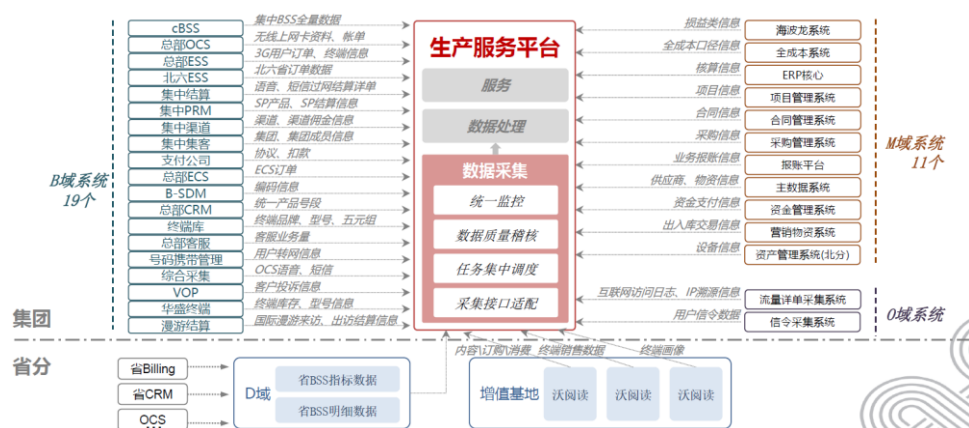 cBSS
总部OCS
总部ESS
北六ESS
集中结算
集中PRM
集中渠道
集中集客
支付公司
总部ECS
B-SDM
总部CRM
终端库
总部客服
号码携带管理
综合采集
VOP
华盛终端
漫游结算
B域系统
19个
集中BSS全量数据
无线上网卡资料、帐单
3G用户订单、终端信息
北六省订单数据
语音、短信过网结算详单
SP产品、SP结算信息
渠道、渠道佣金信息
集团、集团成员信息
协议、扣款
ECS订单
编码信息
统一产品号段
终端品牌、型号、五元组
客服业务量
用户转网信息
OCS语音、短信
客户投诉信息
终端库存、型号信息
国际漫游来访、出访结算信息
生产服务平台
服务
数据处理
数据采集
统一监控
数据质量稽核
任务集中调度
采集接口适配
损益类信息
全成本口径信息
核算信息
项目信息
合同信息
采购信息
业务报账信息
供应商、物资信息
资金支付信息
出入库交易信息
设备信息
互联网访问日志、IP溯源信息
用户信令数据
海波龙系统
全成本系统
ERP核心
项目管理系统
合同管理系统
采购管理系统
报账平台
主数据系统
资金管理系统
营销物资系统
资产管理系统(北分)
流量详单采集系统
信令采集系统
M域系统
11个
O域系统
集团
省分
省Billing
省CRM
OCS
D域
省BSS指标数据
省BSS明细数据
内容\订购\消费
终端销售数据
终端画像
增值基地
沃阅读
沃阅读
沃阅读